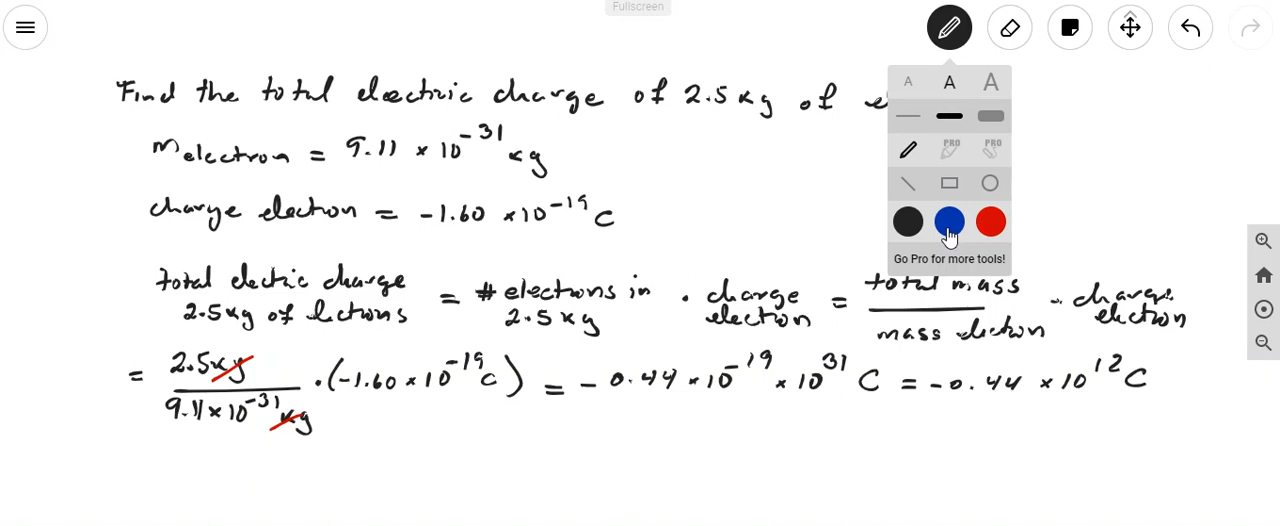 Fullscreen
Find the total electric charge of 2.5 kg of
A A A
m electron = 9.11 × 10^-31 kg
PRO PRO
charge electron = -1.60 × 10^-19 C
Go Pro for more tools!
total electric charge 2.5 kg of lectrons = # electrons in 2.5 kg · charge electron = total mass / mass electron · charge electron
= 2.5 kg / 9.11 × 10^-31 kg · (-1.60 × 10^-19 C) = -0.44 × 10^-19 × 10^31 C = -0.44 × 10^12 C